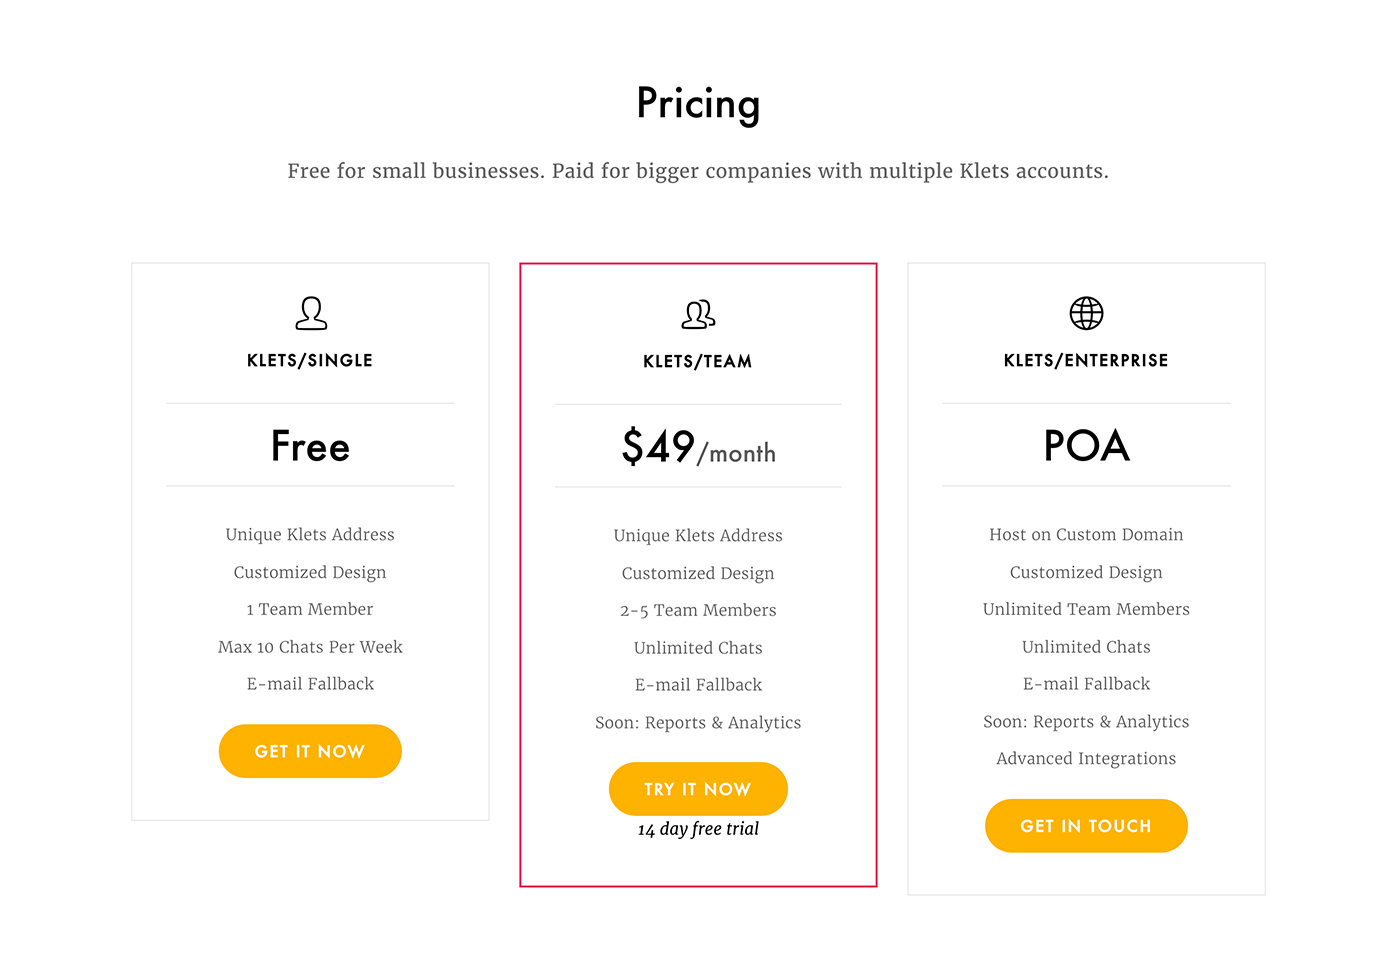 Pricing
Free for small businesses. Paid for bigger companies with multiple Klets accounts.
KLETS/SINGLE
Free
Unique Klets Address
Customized Design
1 Team Member
Max 10 Chats Per Week
E-mail Fallback
GET IT NOW
KLETS/TEAM
$49/month
Unique Klets Address
Customized Design
2-5 Team Members
Unlimited Chats
E-mail Fallback
Soon: Reports & Analytics
TRY IT NOW
14 day free trial
KLETS/ENTERPRISE
POA
Host on Custom Domain
Customized Design
Unlimited Team Members
Unlimited Chats
E-mail Fallback
Soon: Reports & Analytics
Advanced Integrations
GET IN TOUCH